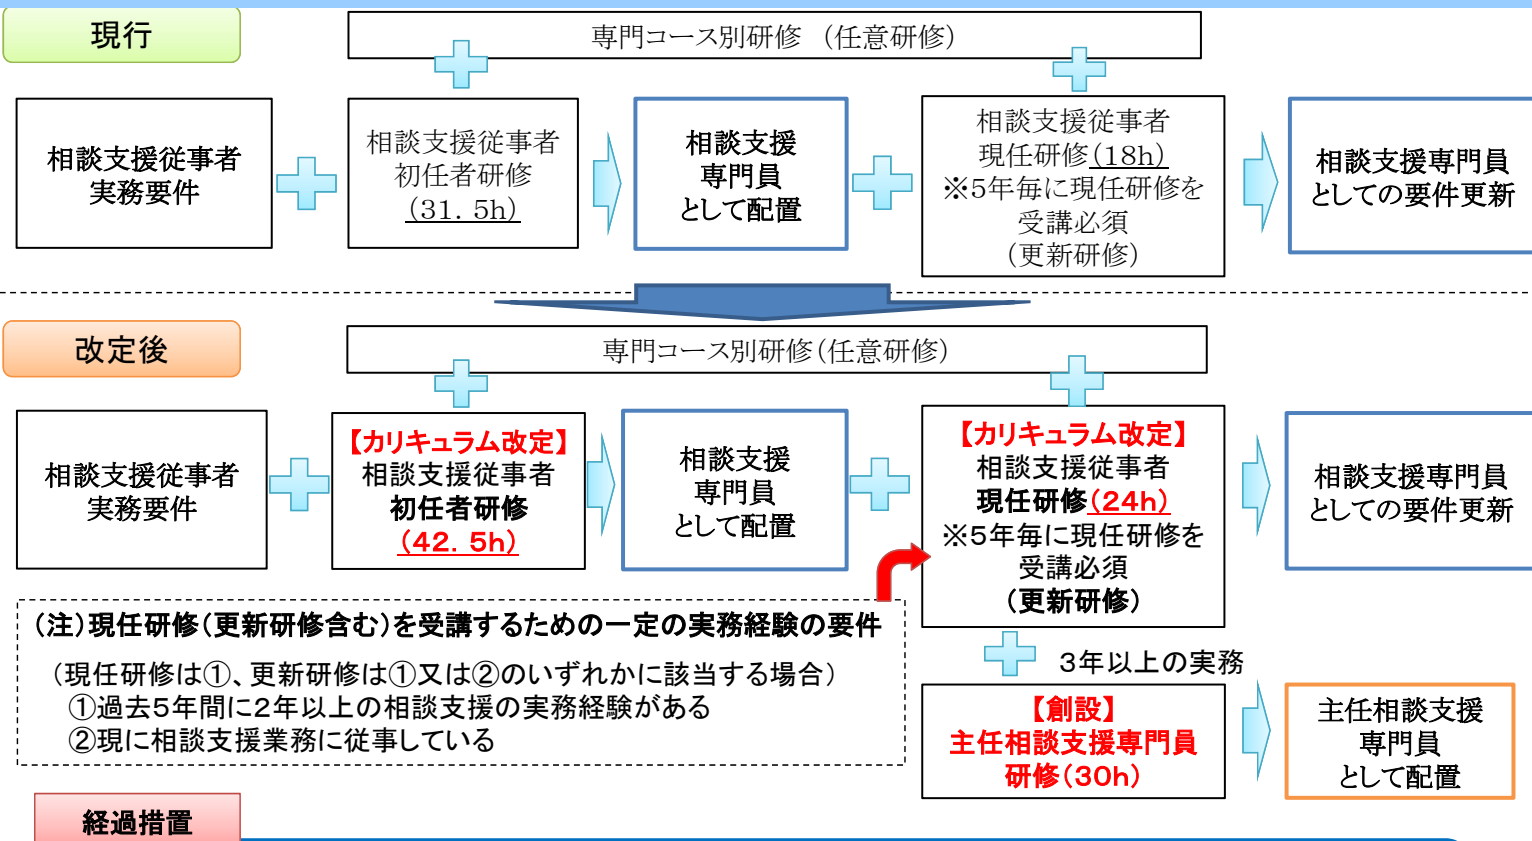 現行
専門コース別研修　（任意研修）
相談支援従事者
実務要件
相談支援従事者
初任者研修
（31．5h）
相談支援
専門員
として配置
相談支援従事者
現任研修（18h）
※5年毎に現任研修を
受講必須
（更新研修）
相談支援専門員
としての要件更新
改定後
専門コース別研修（任意研修）
相談支援従事者
実務要件
【カリキュラム改定】
相談支援従事者
初任者研修
（42．5h）
相談支援
専門員
として配置
【カリキュラム改定】
相談支援従事者
現任研修（24h）
※5年毎に現任研修を
受講必須
（更新研修）
相談支援専門員
としての要件更新
（注）現任研修（更新研修含む）を受講するための一定の実務経験の要件
（現任研修は①、更新研修は①又は②のいずれかに該当する場合）
①過去5年間に2年以上の相談支援の実務経験がある
②現に相談支援業務に従事している
3年以上の実務
【創設】
主任相談支援専門員
研修（30h）
主任相談支援
専門員
として配置
経過措置